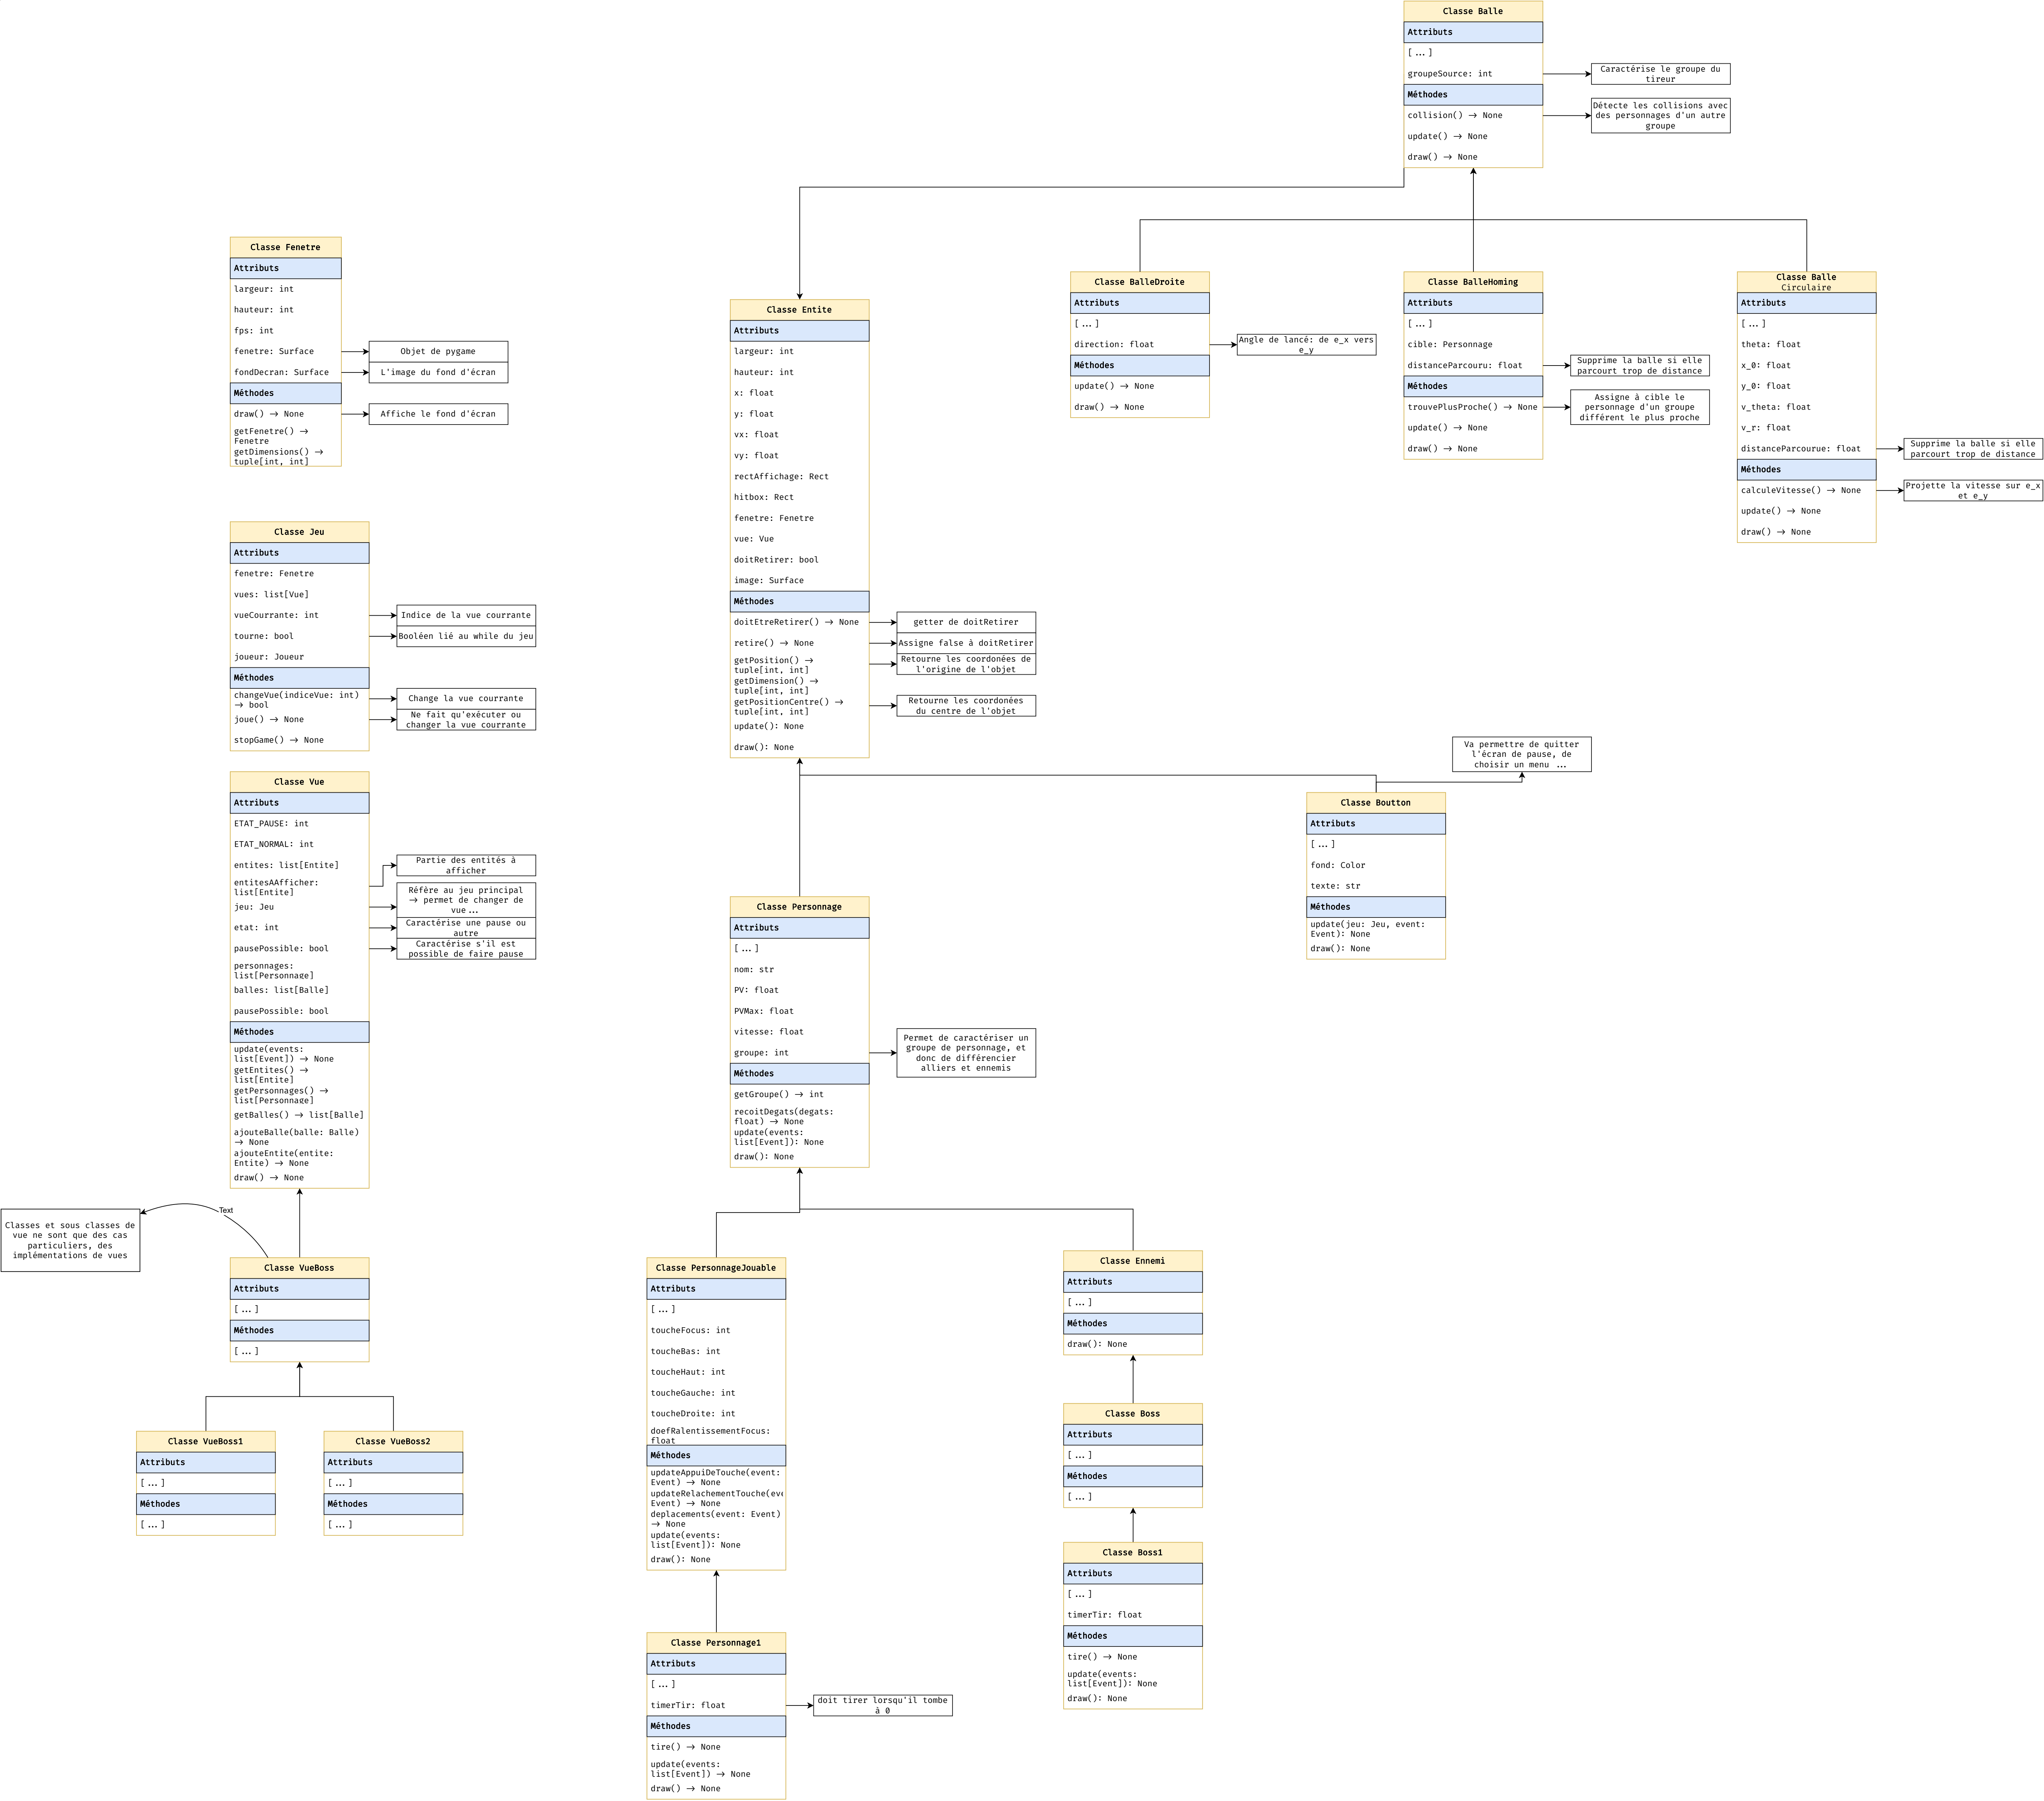 Classe Balle
Attributs
[...]
groupeSource: int
Caractérise le groupe du
tireur
Méthodes
collision() → None
Détecte les collisions avec
des personnages d'un autre
groupe
update() → None
draw() → None
Classe Fenetre
Attributs
largeur: int
hauteur: int
fps: int
fenetre: Surface
Objet de pygame
fondDecran: Surface
L'image du fond d'écran
Méthodes
draw() → None
Affiche le fond d'écran
getFenetre() →
Fenetre
getDimensions() →
tuple[int, int]
Classe Jeu
Attributs
fenetre: Fenetre
vues: list[Vue]
vueCourrante: int
Indice de la vue courrante
tourne: bool
Booléen lié au while du jeu
joueur: Joueur
Méthodes
changeVue(indiceVue: int)
→ bool
Change la vue courrante
joue() → None
Ne fait qu'exécuter ou
changer la vue courrante
stopGame() → None
Classe Vue
Attributs
ETAT_PAUSE: int
ETAT_NORMAL: int
entites: list[Entite]
Partie des entités à
afficher
entitesAAfficher:
list[Entite]
jeu: Jeu
Réfère au jeu principal
→ permet de changer de
vue...
etat: int
Caractérise une pause ou
autre
pausePossible: bool
Caractérise s'il est
possible de faire pause
personnages:
list[Personnage]
balles: list[Balle]
pausePossible: bool
Méthodes
update(events:
list[Event]) → None
getEntites() →
list[Entite]
getPersonnages() →
list[Personnage]
getBalles() → list[Balle]
ajouteBalle(balle: Balle)
→ None
ajouteEntite(entite:
Entite) → None
draw() → None
Text
Classes et sous classes de
vue ne sont que des cas
particuliers, des
implémentations de vues
Classe VueBoss
Attributs
[...]
Méthodes
[...]
Classe VueBoss1
Attributs
[...]
Méthodes
[...]
Classe VueBoss2
Attributs
[...]
Méthodes
[...]
Classe Entite
Attributs
largeur: int
hauteur: int
x: float
y: float
vx: float
vy: float
rectAffichage: Rect
hitbox: Rect
fenetre: Fenetre
vue: Vue
doitRetirer: bool
image: Surface
Méthodes
doitEtreRetirer() → None
getter de doitRetirer
retire() → None
Assigne false à doitRetirer
getPosition() →
tuple[int, int]
Retourne les coordonées de
l'origine de l'objet
getDimension() →
tuple[int, int]
getPositionCentre() →
tuple[int, int]
Retourne les coordonées
du centre de l'objet
update(): None
draw(): None
Classe BalleDroite
Attributs
[...]
direction: float
Angle de lancé: de e_x vers
e_y
Méthodes
update() → None
draw() → None
Classe BalleHoming
Attributs
[...]
cible: Personnage
distanceParcouru: float
Supprime la balle si elle
parcourt trop de distance
Méthodes
trouvePlusProche() → None
Assigne à cible le
personnage d'un groupe
différent le plus proche
update() → None
draw() → None
Classe Balle
Circulaire
Attributs
[...]
theta: float
x_0: float
y_0: float
v_theta: float
v_r: float
distanceParcourue: float
Supprime la balle si elle
parcourt trop de distance
Méthodes
calculeVitesse() → None
Projette la vitesse sur e_x
et e_y
update() → None
draw() → None
Va permettre de quitter
l'écran de pause, de
choisir un menu ...
Classe Boutton
Attributs
[...]
fond: Color
texte: str
Méthodes
update(jeu: Jeu, event:
Event): None
draw(): None
Classe Personnage
Attributs
[...]
nom: str
PV: float
PVMax: float
vitesse: float
groupe: int
Permet de caractériser un
groupe de personnage, et
donc de différencier
alliers et ennemis
Méthodes
getGroupe() → int
recoitDegats(degats:
float) → None
update(events:
list[Event]): None
draw(): None
Classe PersonnageJouable
Attributs
[...]
toucheFocus: int
toucheBas: int
toucheHaut: int
toucheGauche: int
toucheDroite: int
doefRalentissementFocus:
float
Méthodes
updateAppuiDeTouche(event:
Event) → None
updateRelachementTouche(eve
Event) → None
deplacements(event: Event)
→ None
update(events:
list[Event]): None
draw(): None
Classe Personnage1
Attributs
[...]
timerTir: float
doit tirer lorsqu'il tombe
à 0
Méthodes
tire() → None
update(events:
list[Event]) → None
draw() → None
Classe Ennemi
Attributs
[...]
Méthodes
draw(): None
Classe Boss
Attributs
[...]
Méthodes
[...]
Classe Boss1
Attributs
[...]
timerTir: float
Méthodes
tire() → None
update(events:
list[Event]): None
draw(): None